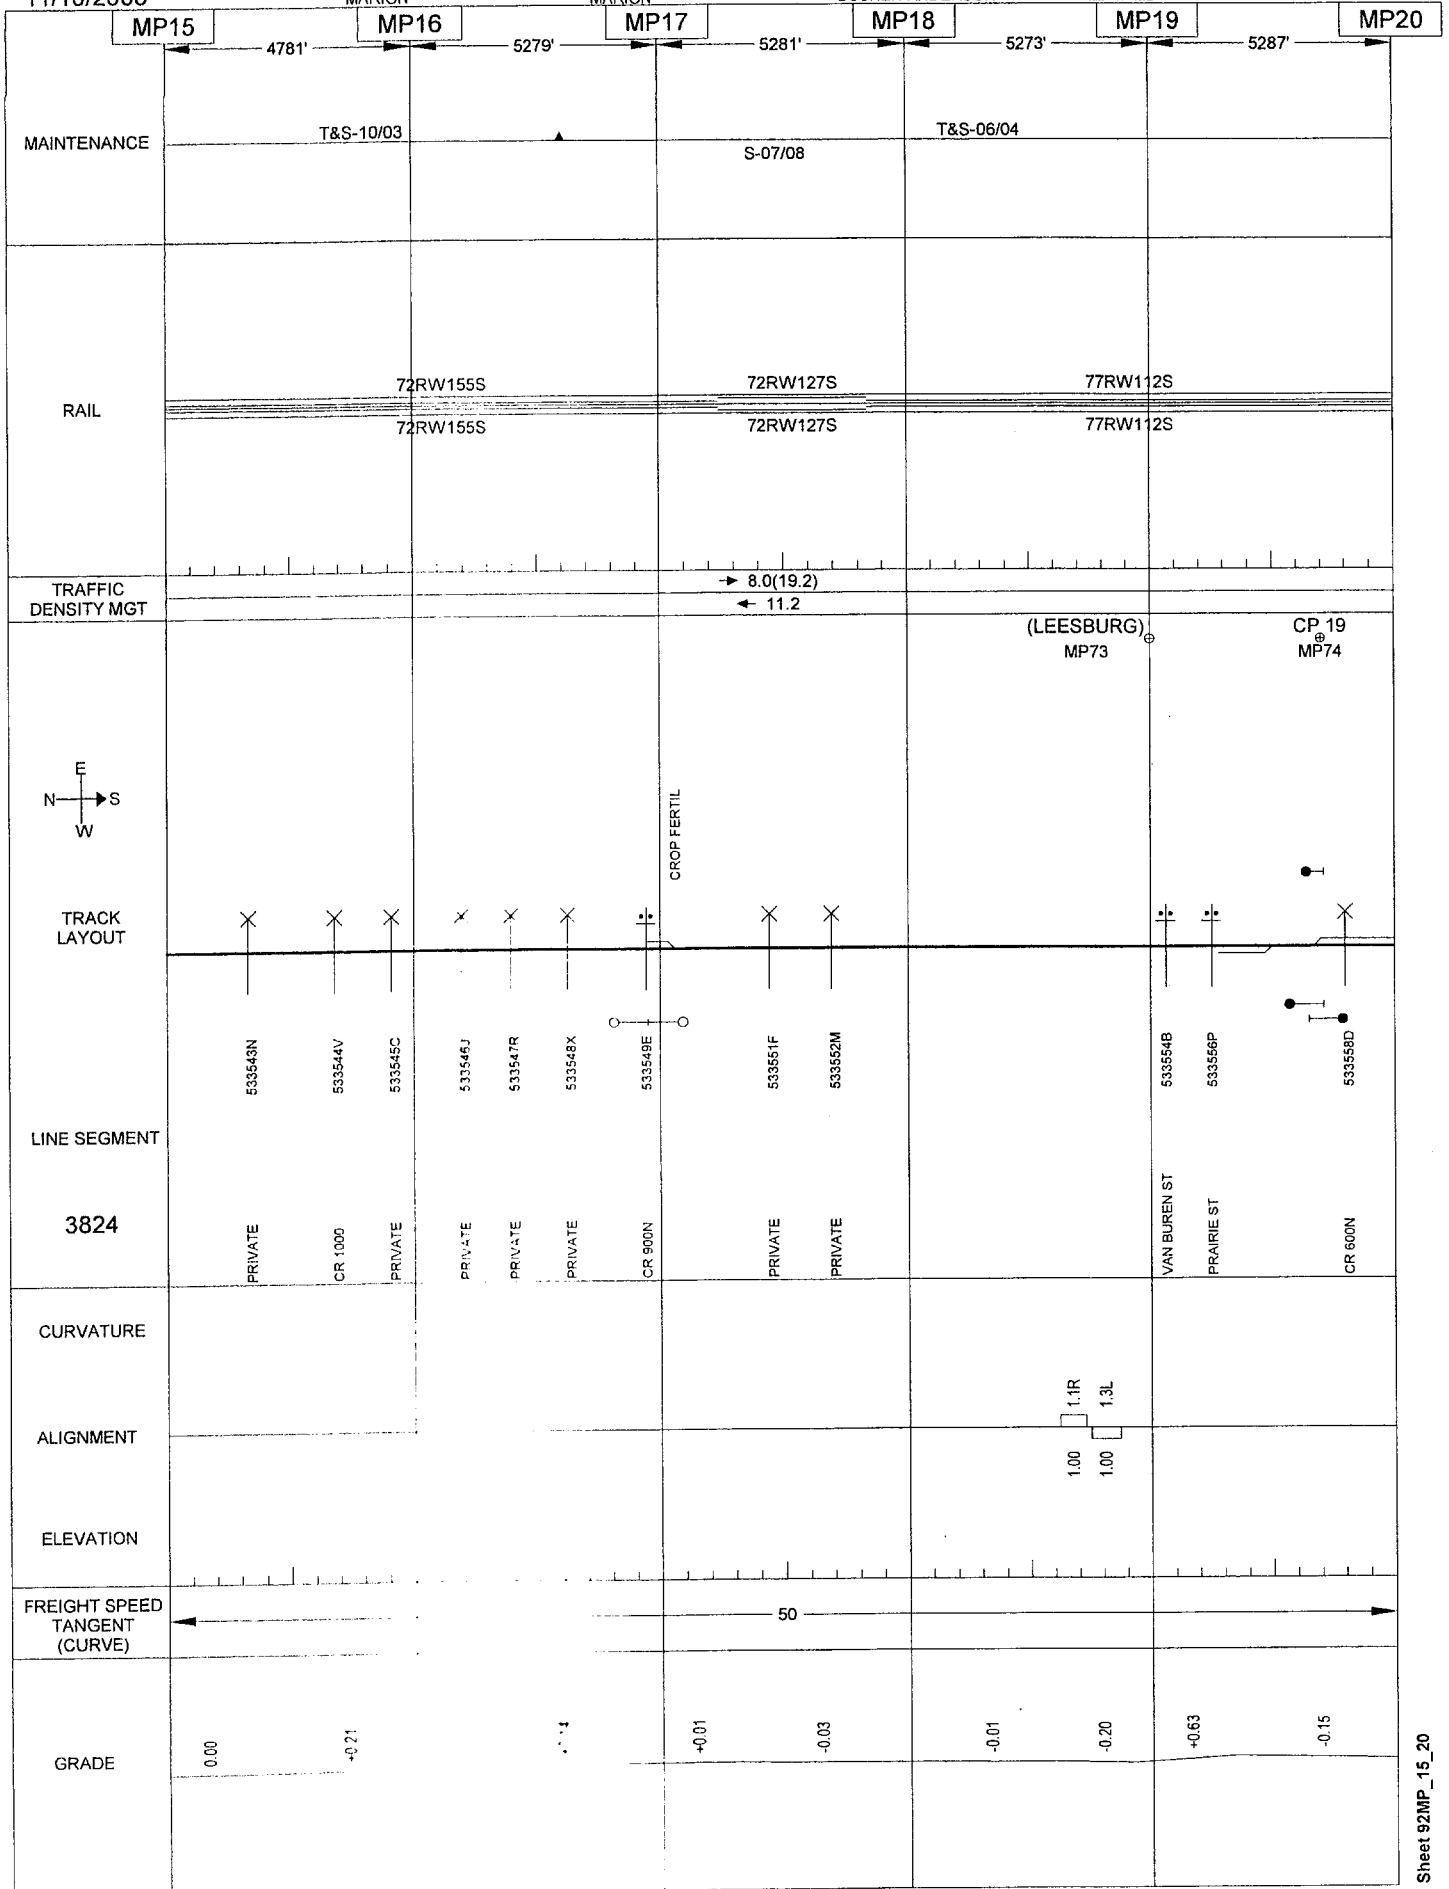 MARION MARION
MP15 MP16 MP17 MP18 MP19 MP20
4781' 5279' 5281' 5273' 5287'
MAINTENANCE
T&S-10/03
S-07/08
T&S-06/04
RAIL
72RW155S 72RW127S 77RW112S
72RW155S 72RW127S 77RW112S
TRAFFIC
DENSITY MGT
8.0(19.2)
11.2
(LEESBURG)
MP73
CP 19
MP74
E
N S
W
CROP FERTIL
TRACK
LAYOUT
533543N
533544V
533545C
533546J
533547R
533548X
533549E
533551F
533552M
533554B
533556P
533558D
LINE SEGMENT
3824
PRIVATE
CR 1000
PRIVATE
PRIVATE
PRIVATE
PRIVATE
CR 900N
PRIVATE
PRIVATE
VAN BUREN ST
PRAIRIE ST
CR 600N
CURVATURE
1.1R
1.3L
ALIGNMENT
1.00
1.00
ELEVATION
FREIGHT SPEED
TANGENT
(CURVE)
50
GRADE
0.00
+0.21
+0.01
-0.03
-0.01
-0.20
+0.63
-0.15
Sheet 92MP_15_20